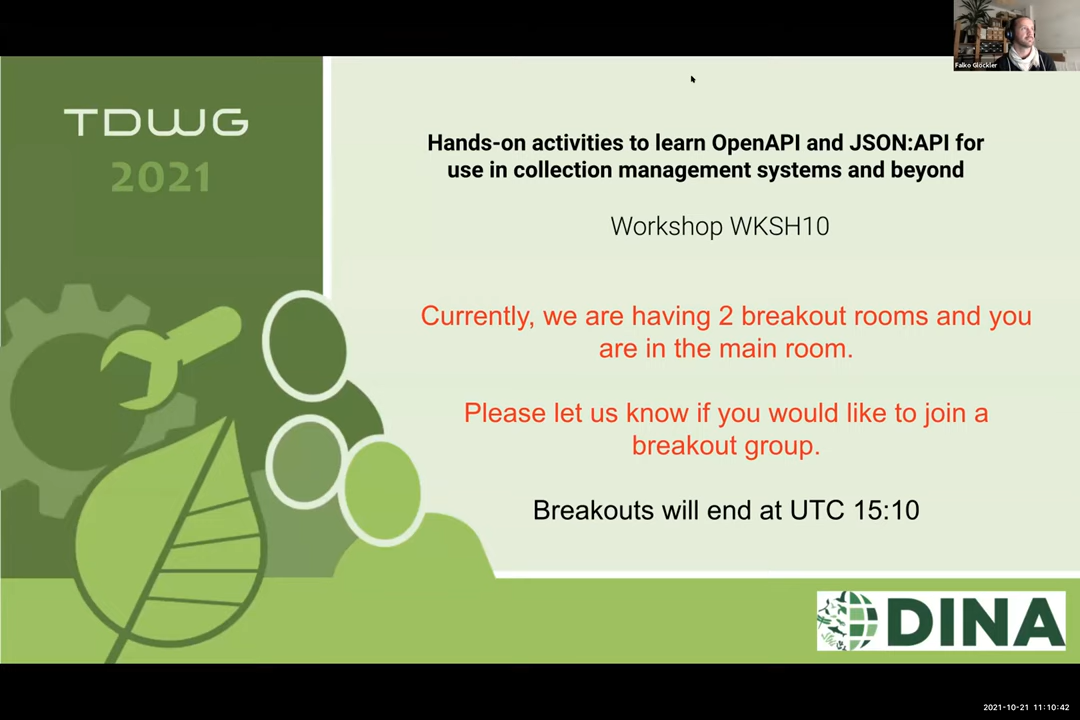 Falko Glöckler
TDWG
2021
Hands-on activities to learn OpenAPI and JSON:API for
use in collection management systems and beyond
Workshop WKSH10
Currently, we are having 2 breakout rooms and you
are in the main room.
Please let us know if you would like to join a
breakout group.
Breakouts will end at UTC 15:10
DINA
2021-10-21 11:10:42